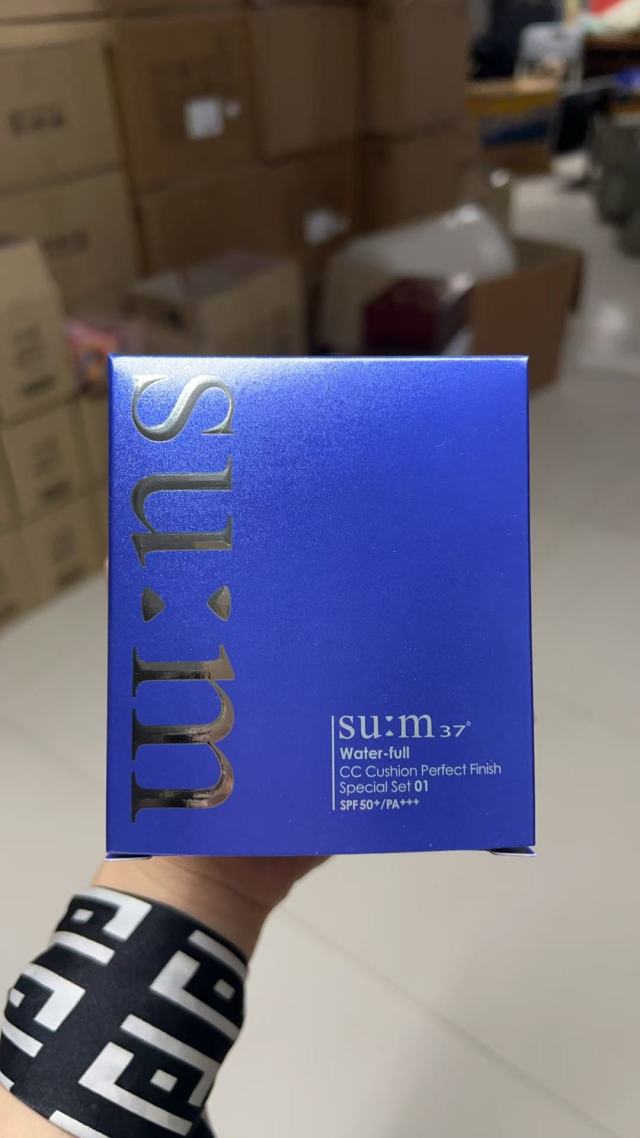 su:m
su:m37°
Water-full
CC Cushion Perfect Finish
Special Set 01
SPF 50+/PA+++